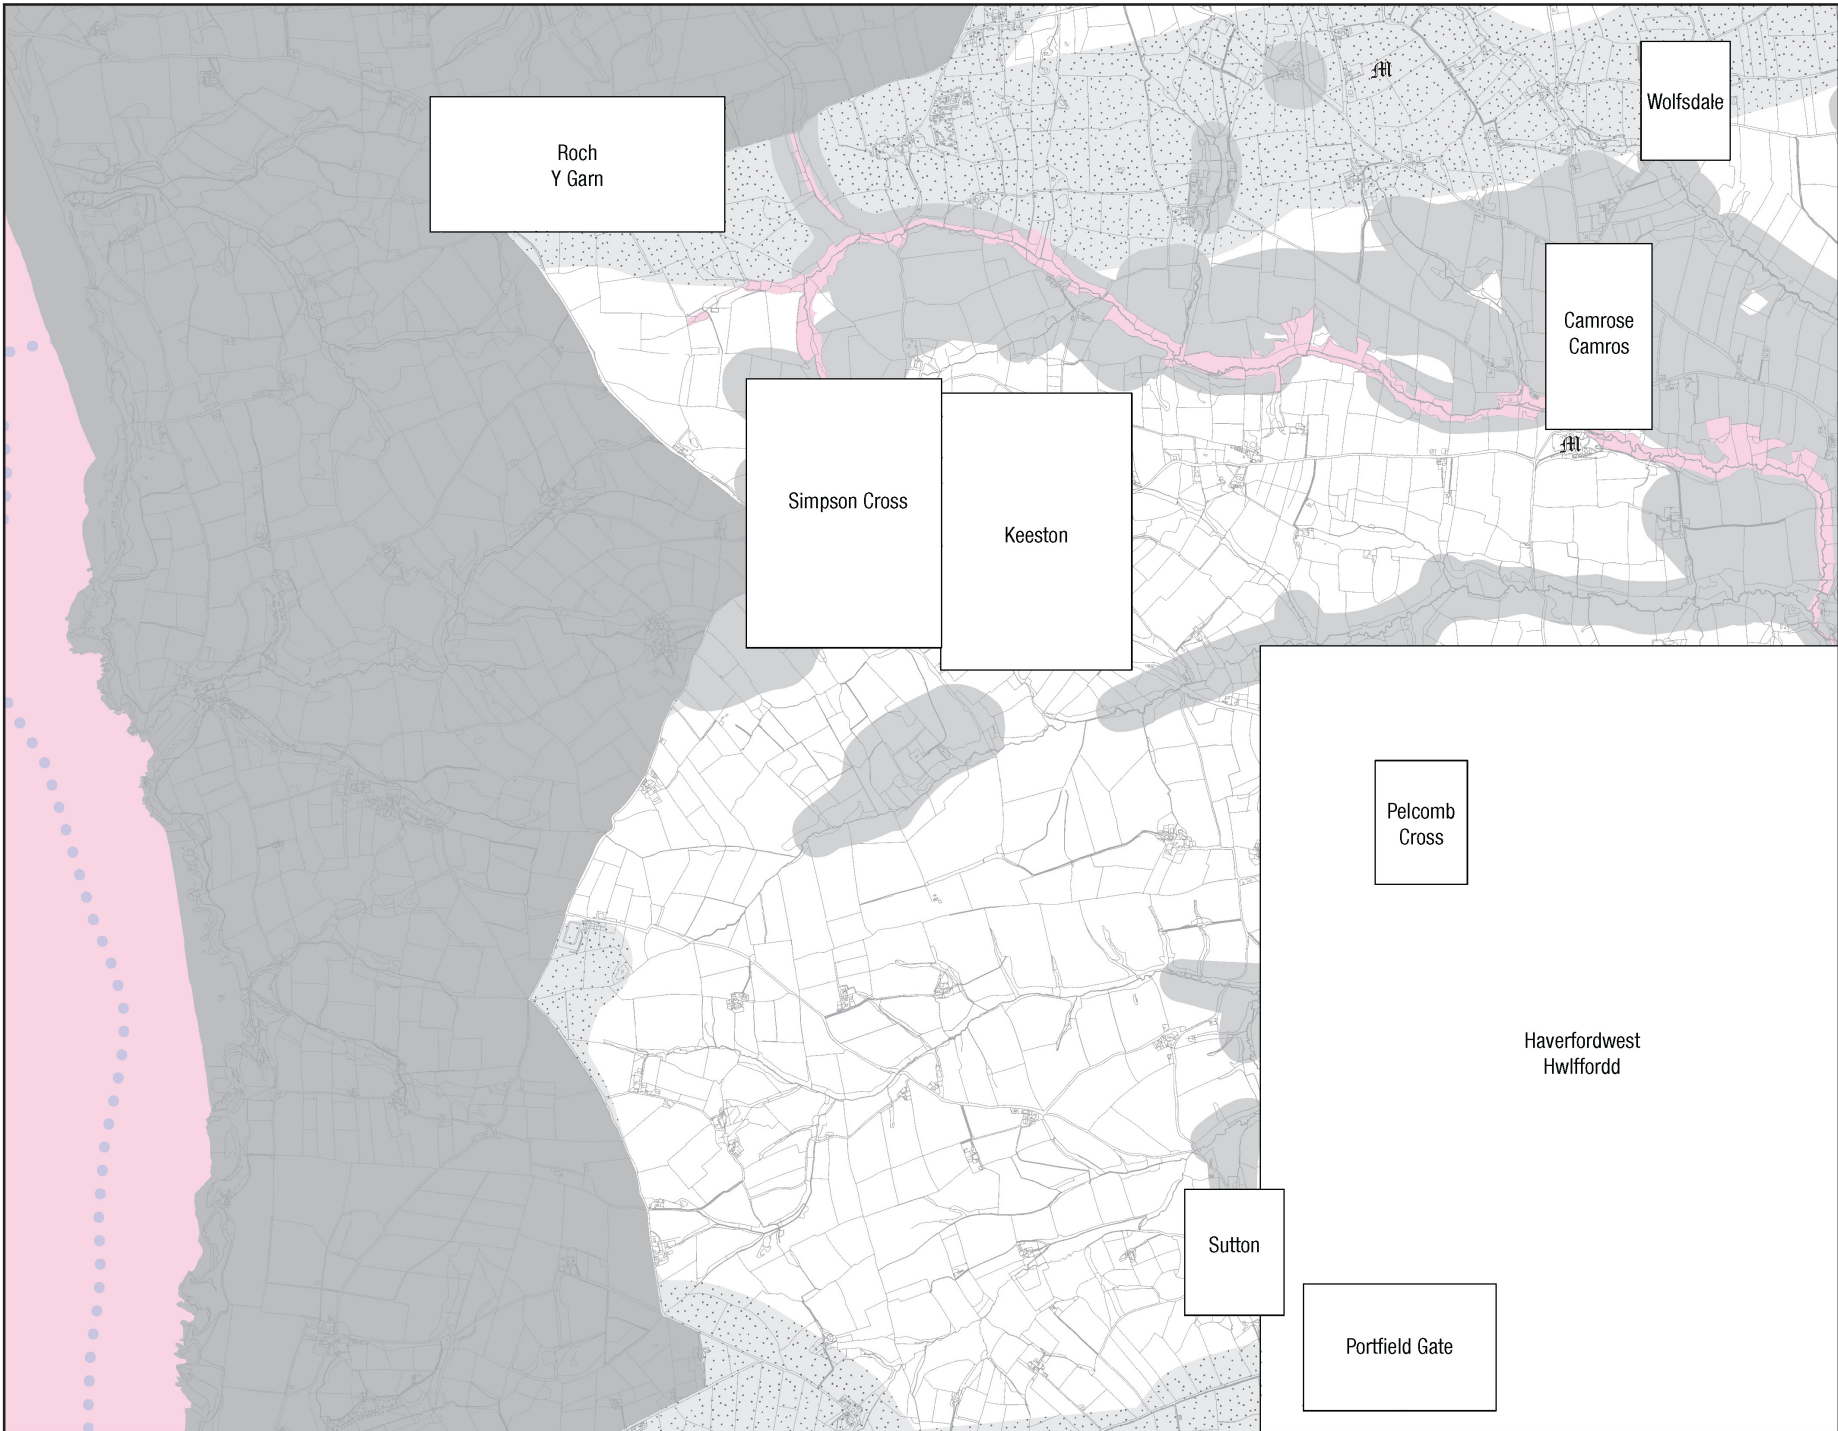 Wolfsdale
Roch
Y Garn
𝔐
Camrose
Camros
𝔐
Simpson Cross
Keeston
Pelcomb
Cross
Haverfordwest
Hwlffordd
Sutton
Portfield Gate